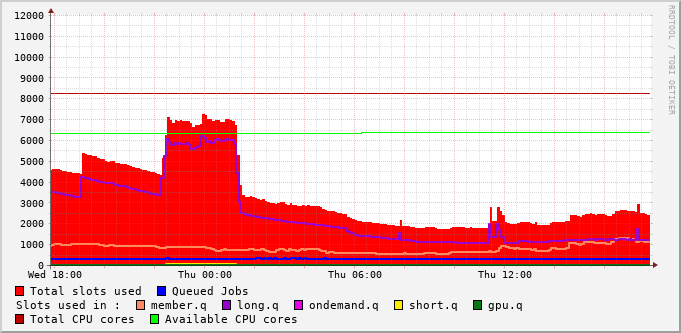 12000
11000
10000
9000
8000
7000
6000
5000
4000
3000
2000
1000
0
Wed 18:00 Thu 00:00 Thu 06:00 Thu 12:00
Total slots used Queued Jobs
Slots used in : member.q long.q ondemand.q short.q gpu.q
Total CPU cores Available CPU cores
RRDTOOL / TOBI OETIKER